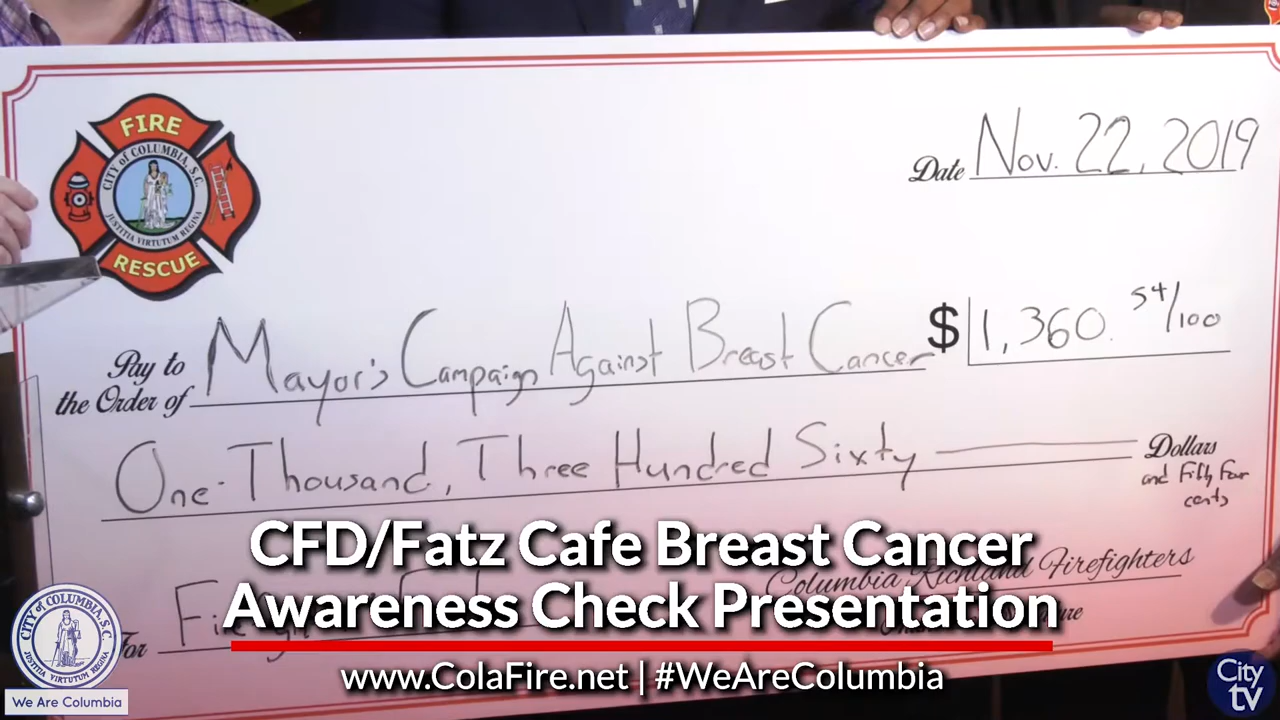 FIRE
CITY of COLUMBIA, S.C.
JUSTITIA VIRTUTUM REGINA
RESCUE
Date Nov. 22, 2019
Pay to
the Order of Mayor's Campaign Against Breast Cancer $ 1,360. 54/100
One Thousand, Three Hundred Sixty Dollars
and Fifty Four
cents
CFD/Fatz Cafe Breast Cancer
Columbia Richland Firefighters
Awareness Check Presentation
For Fire
www.ColaFire.net | #WeAreColumbia
CITY of COLUMBIA, S.C.
JUSTITIA VIRTUTUM REGINA
We Are Columbia
City
tv